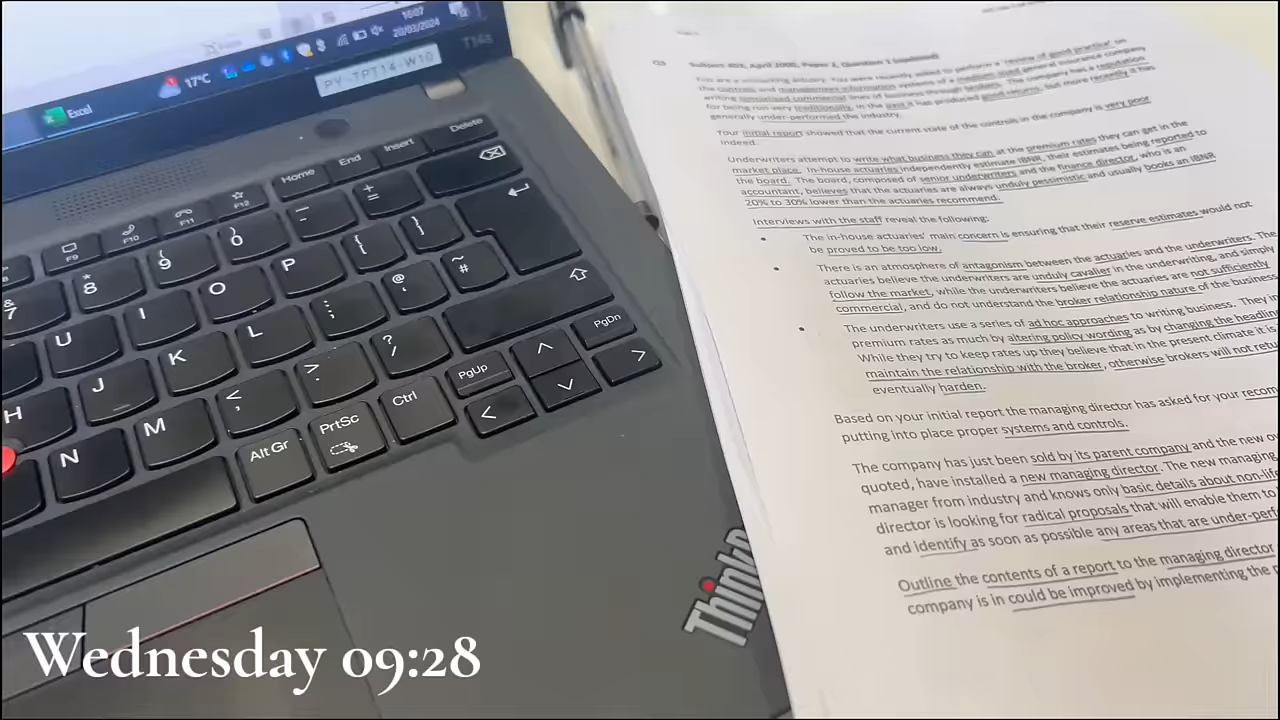 16:07
20/03/2024
17°C
Excel
PV-TPT14-W10
T14s
Delete
Insert
End
Home
F12
F11
F10
F9
+
=
_
-
)
0
(
9
*
8
&
7
}
]
{
[
P
O
I
U
~
#
@
'
:
;
L
K
J
H
?
/
>
.
<
,
M
N
PgDn
PgUp
Ctrl
PrtSc
Alt Gr
ThinkP
Q3 Subject 403, April 2000, Paper 2, Question 1 (updated)
You are a consulting actuary. You were recently asked to perform a 'review of good practice' on
the controls and management information systems of a medium sized general insurance company
writing specialised commercial lines of business through brokers. The company has a reputation
for being run very traditionally. In the past it has produced good returns, but more recently it has
generally under-performed the industry.
Your initial report showed that the current state of the controls in the company is very poor
indeed.
Underwriters attempt to write what business they can at the premium rates they can get in the
market place. In-house actuaries independently estimate IBNR, their estimates being reported to
the board. The board, composed of senior underwriters and the finance director, who is an
accountant, believes that the actuaries are always unduly pessimistic and usually books an IBNR
20% to 30% lower than the actuaries recommend.
Interviews with the staff reveal the following:
• The in-house actuaries' main concern is ensuring that their reserve estimates would not
be proved to be too low.
• There is an atmosphere of antagonism between the actuaries and the underwriters. The
actuaries believe the underwriters are unduly cavalier in the underwriting, and simply
follow the market, while the underwriters believe the actuaries are not sufficiently
commercial, and do not understand the broker relationship nature of the business
• The underwriters use a series of ad hoc approaches to writing business. They
premium rates as much by altering policy wording as by changing the headlin
While they try to keep rates up they believe that in the present climate it is
maintain the relationship with the broker, otherwise brokers will not retu
eventually harden.
Based on your initial report the managing director has asked for your recom
putting into place proper systems and controls.
The company has just been sold by its parent company and the new o
quoted, have installed a new managing director. The new managing
manager from industry and knows only basic details about non-life
director is looking for radical proposals that will enable them to
and identify as soon as possible any areas that are under-perf
Outline the contents of a report to the managing director
company is in could be improved by implementing the
Wednesday 09:28